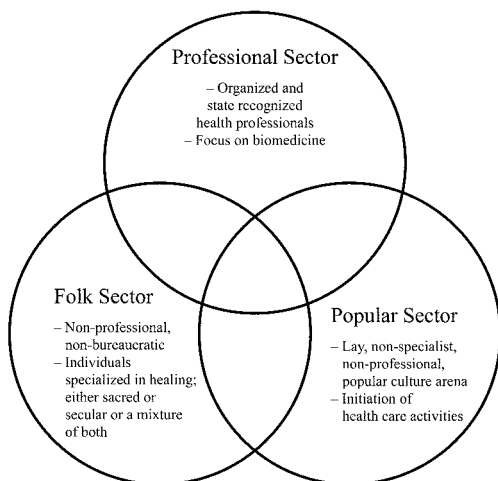 Professional Sector
– Organized and
state recognized
health professionals
– Focus on biomedicine
Folk Sector
– Non-professional,
non-bureaucratic
– Individuals
specialized in healing;
either sacred or
secular or a mixture
of both
Popular Sector
– Lay, non-specialist,
non-professional,
popular culture arena
– Initiation of
health care activities